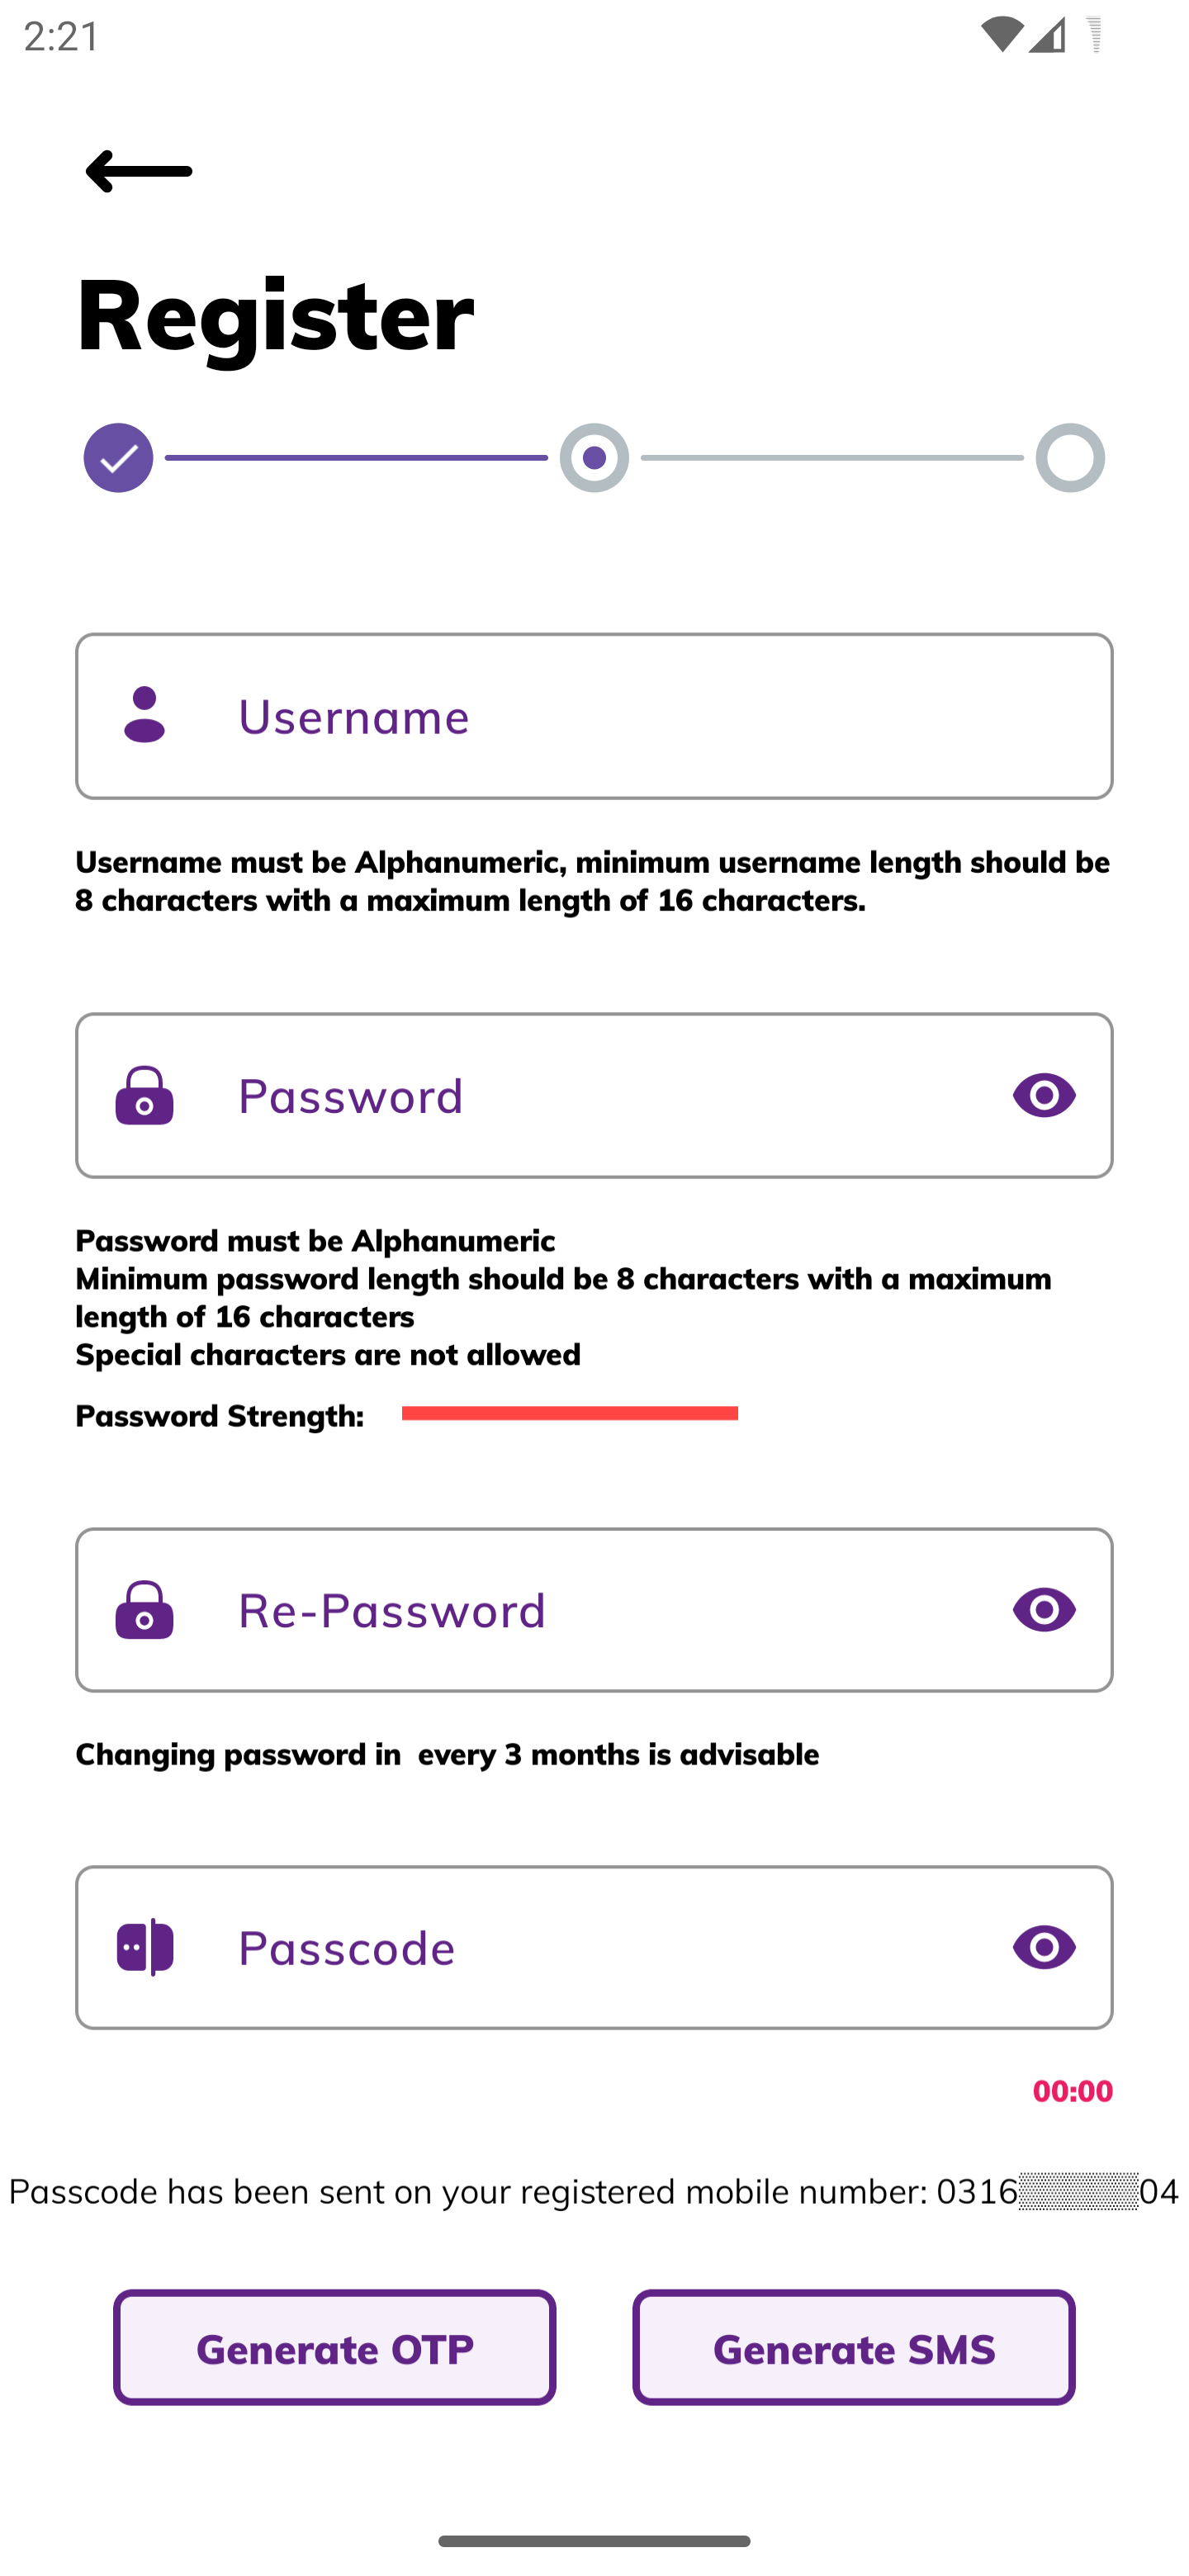 2:21
Register
Username
Username must be Alphanumeric, minimum username length should be
8 characters with a maximum length of 16 characters.
Password
Password must be Alphanumeric
Minimum password length should be 8 characters with a maximum
length of 16 characters
Special characters are not allowed
Password Strength:
Re-Password
Changing password in  every 3 months is advisable
Passcode
00:00
Passcode has been sent on your registered mobile number: 0316▒▒▒▒▒04
Generate OTP
Generate SMS